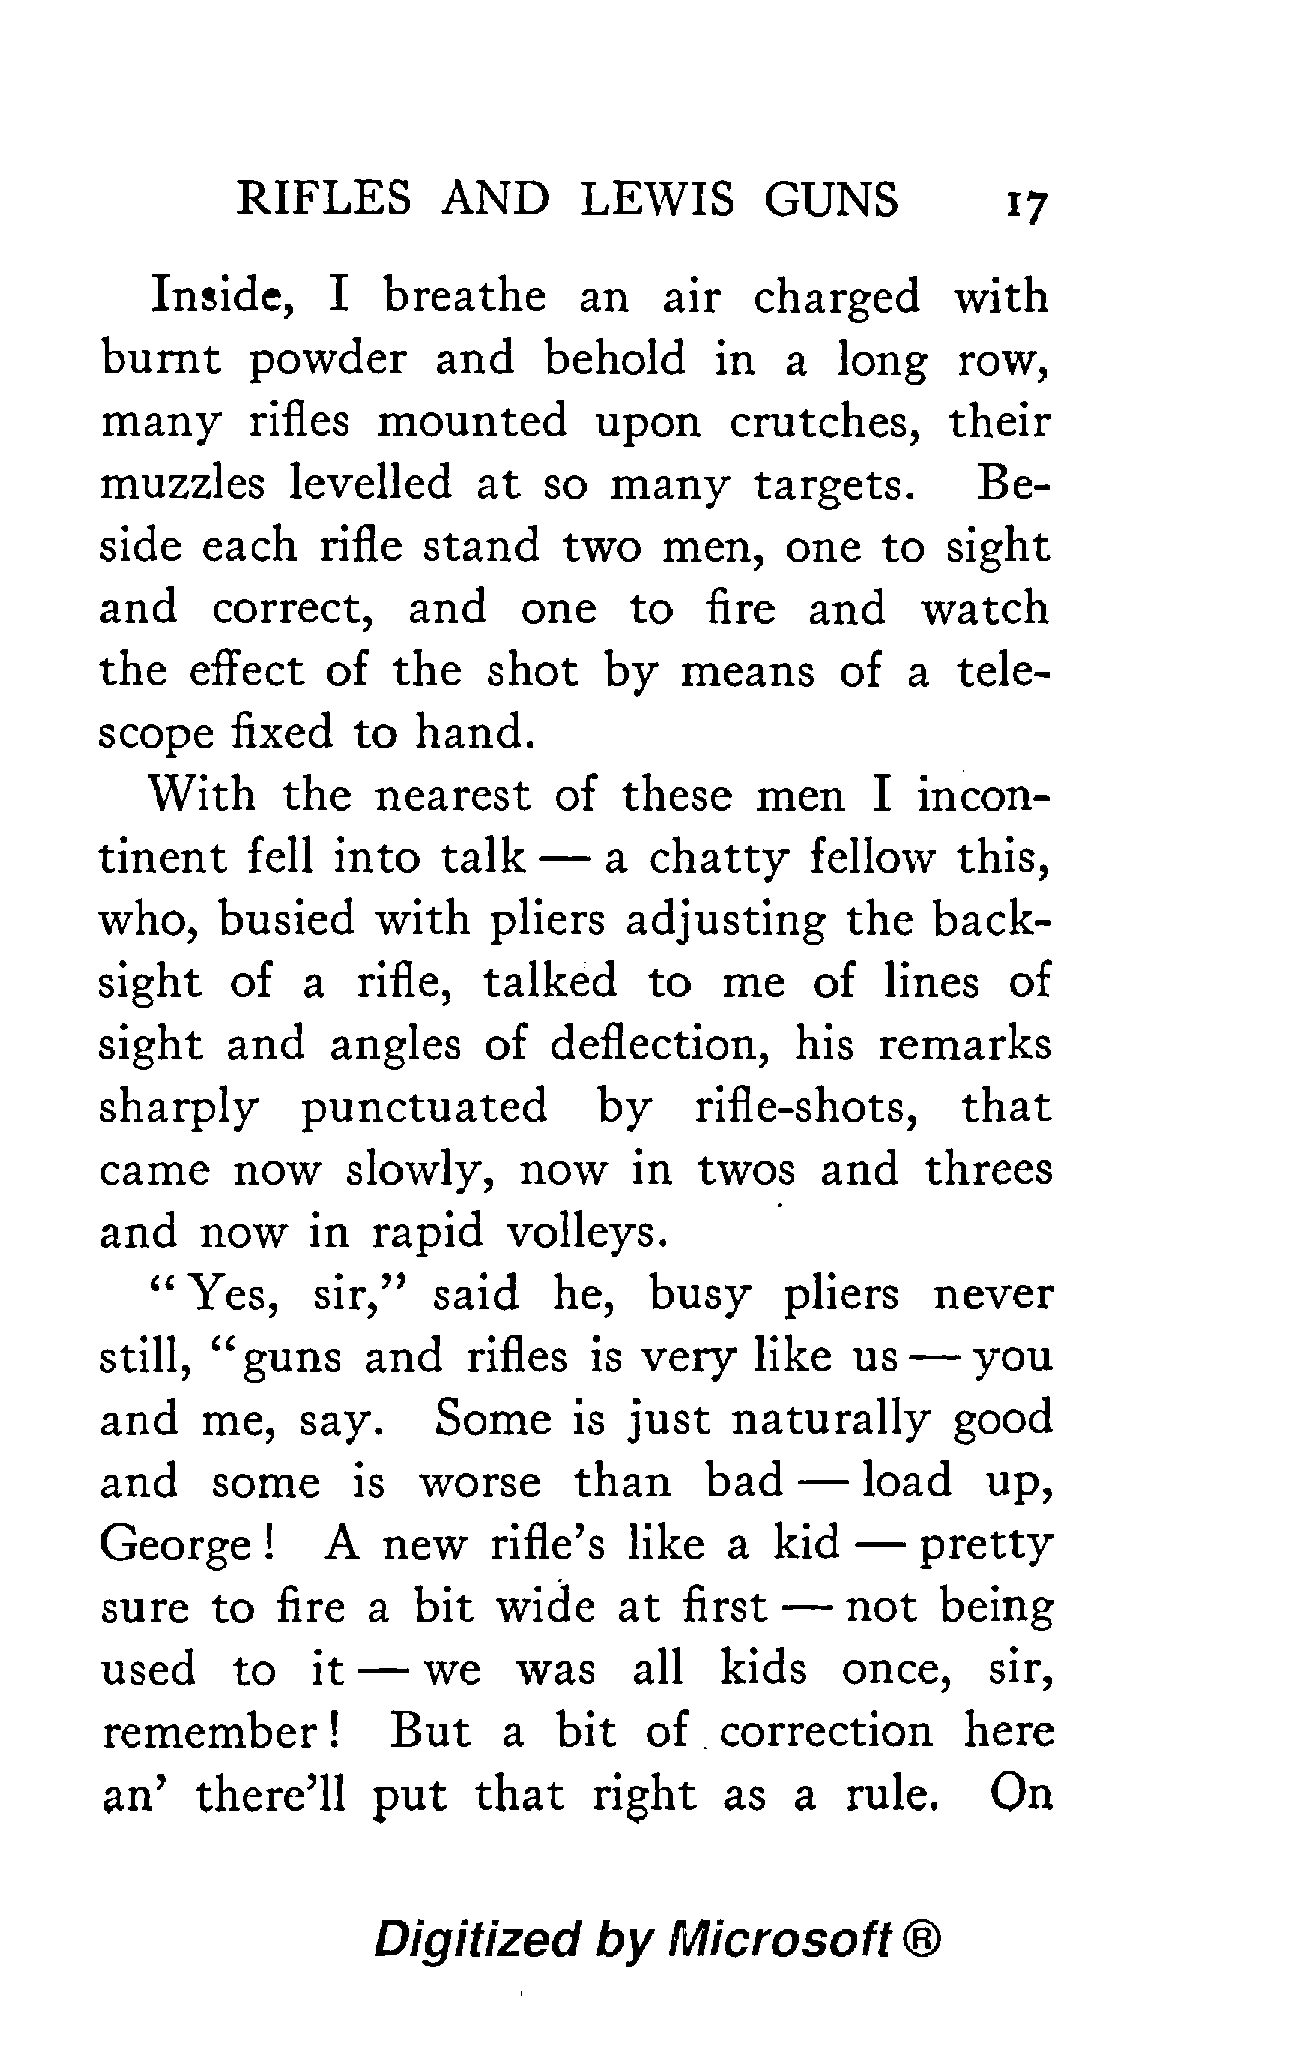 RIFLES AND LEWIS GUNS 17
Inside, I breathe an air charged with
burnt powder and behold in a long row,
many rifles mounted upon crutches, their
muzzles levelled at so many targets. Be-
side each rifle stand two men, one to sight
and correct, and one to fire and watch
the effect of the shot by means of a tele-
scope fixed to hand.
With the nearest of these men I incon-
tinent fell into talk — a chatty fellow this,
who, busied with pliers adjusting the back-
sight of a rifle, talked to me of lines of
sight and angles of deflection, his remarks
sharply punctuated by rifle-shots, that
came now slowly, now in twos and threes
and now in rapid volleys.
“Yes, sir,” said he, busy pliers never
still, “guns and rifles is very like us — you
and me, say. Some is just naturally good
and some is worse than bad — load up,
George! A new rifle’s like a kid — pretty
sure to fire a bit wide at first — not being
used to it — we was all kids once, sir,
remember! But a bit of correction here
an’ there’ll put that right as a rule. On
Digitized by Microsoft ®